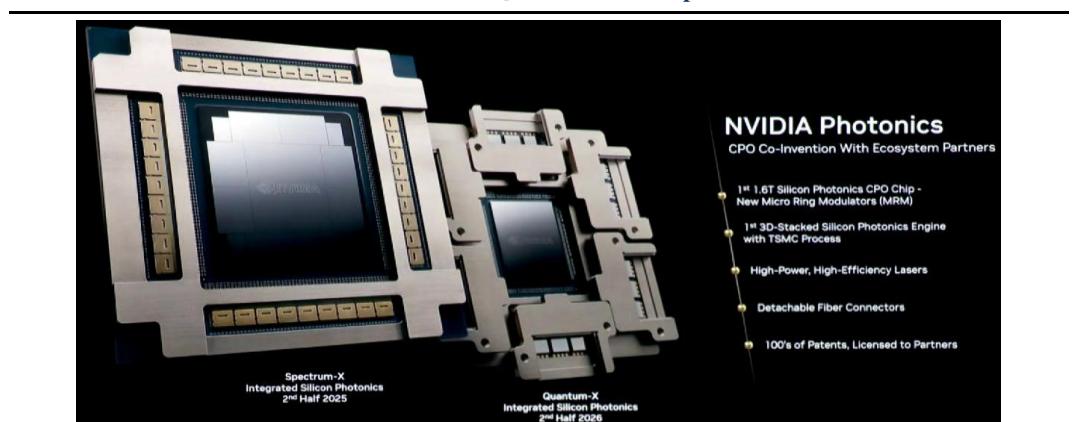 NVIDIA
NVIDIA Photonics
CPO Co-Invention With Ecosystem Partners
1st 1.6T Silicon Photonics CPO Chip -
New Micro Ring Modulators (MRM)
1st 3D-Stacked Silicon Photonics Engine
with TSMC Process
High-Power, High-Efficiency Lasers
Detachable Fiber Connectors
100's of Patents, Licensed to Partners
Spectrum-X
Integrated Silicon Photonics
2nd Half 2025
Quantum-X
Integrated Silicon Photonics
2nd Half 2026